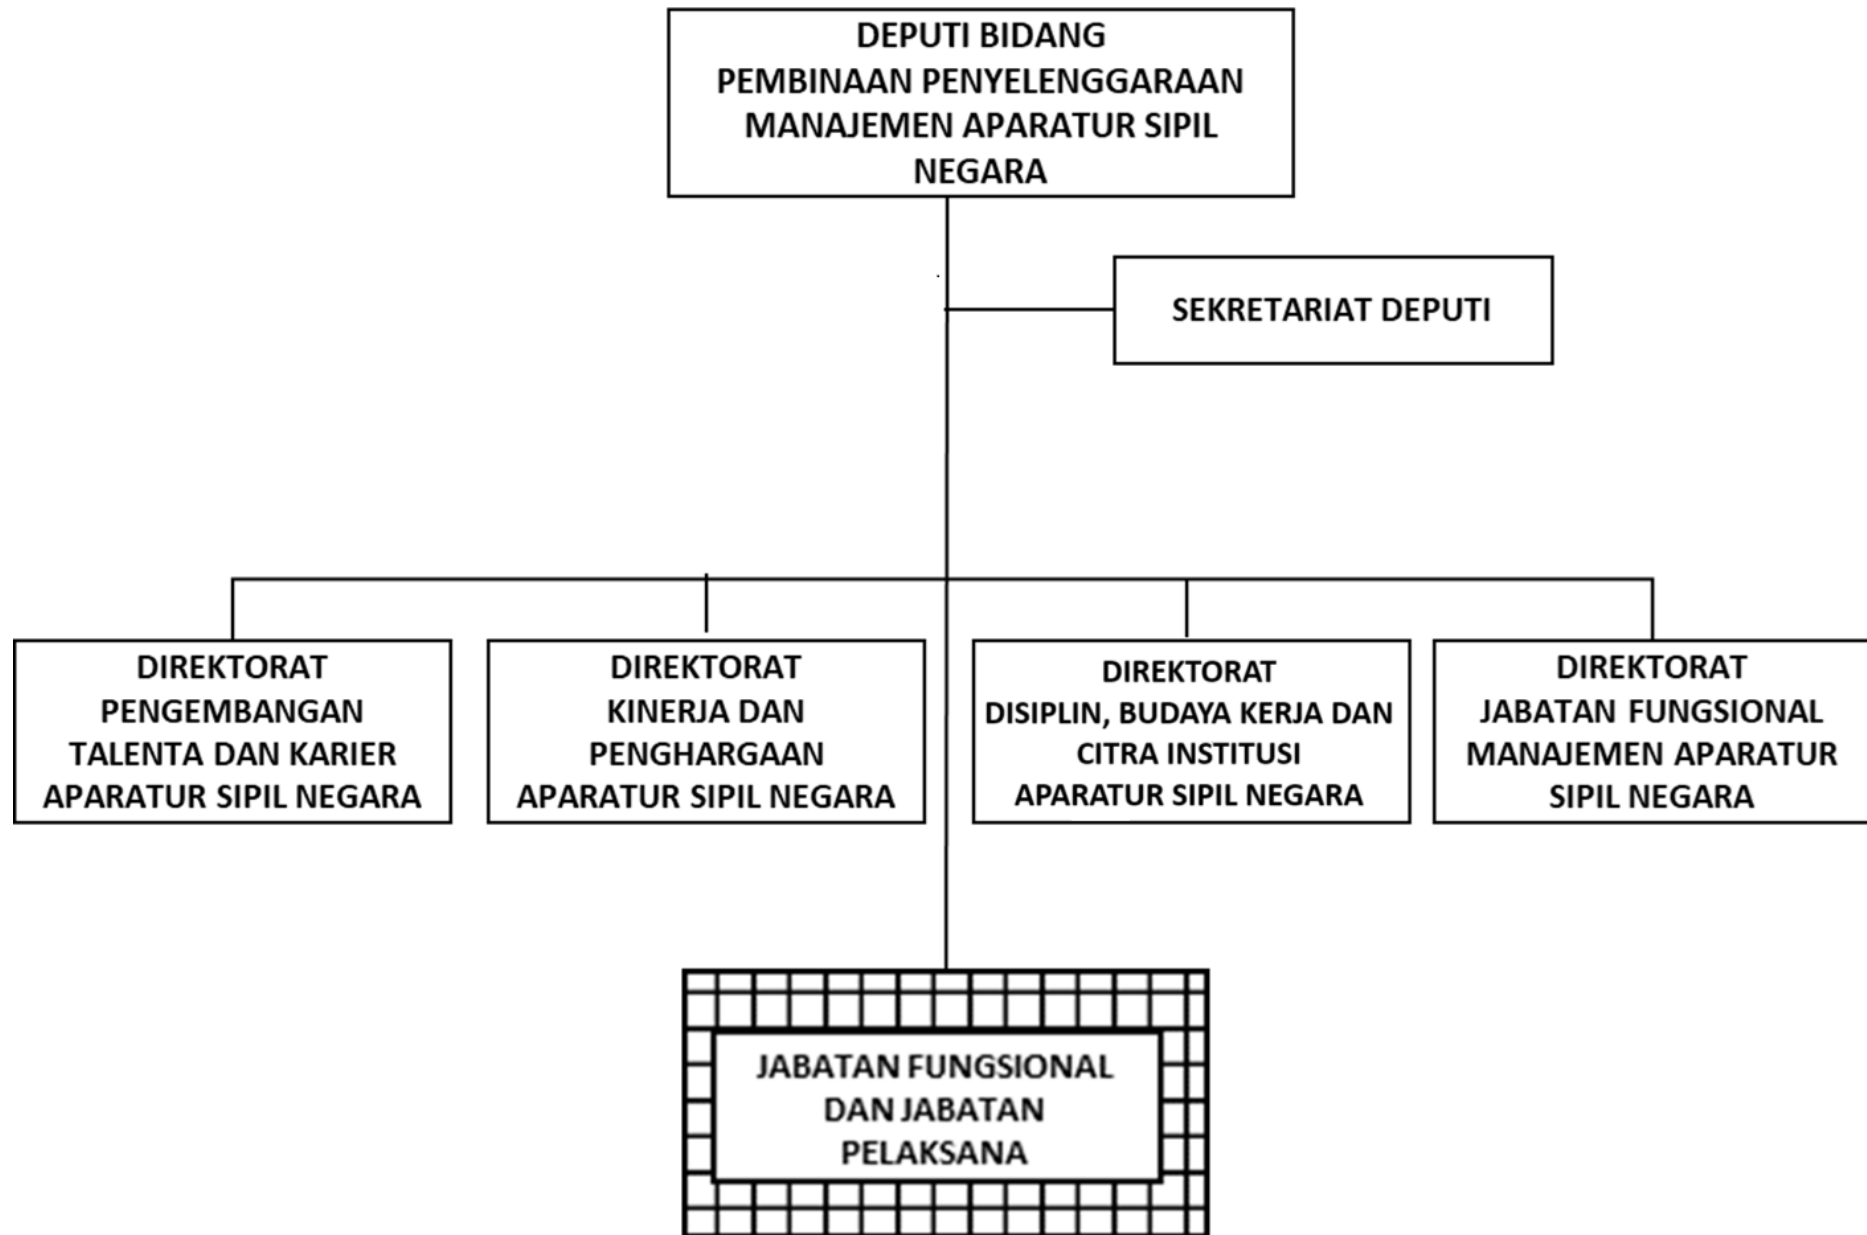 DEPUTI BIDANG
PEMBINAAN PENYELENGGARAAN
MANAJEMEN APARATUR SIPIL
NEGARA
SEKRETARIAT DEPUTI
DIREKTORAT
PENGEMBANGAN
TALENTA DAN KARIER
APARATUR SIPIL NEGARA
DIREKTORAT
KINERJA DAN
PENGHARGAAN
APARATUR SIPIL NEGARA
DIREKTORAT
DISIPLIN, BUDAYA KERJA DAN
CITRA INSTITUSI
APARATUR SIPIL NEGARA
DIREKTORAT
JABATAN FUNGSIONAL
MANAJEMEN APARATUR
SIPIL NEGARA
JABATAN FUNGSIONAL
DAN JABATAN
PELAKSANA